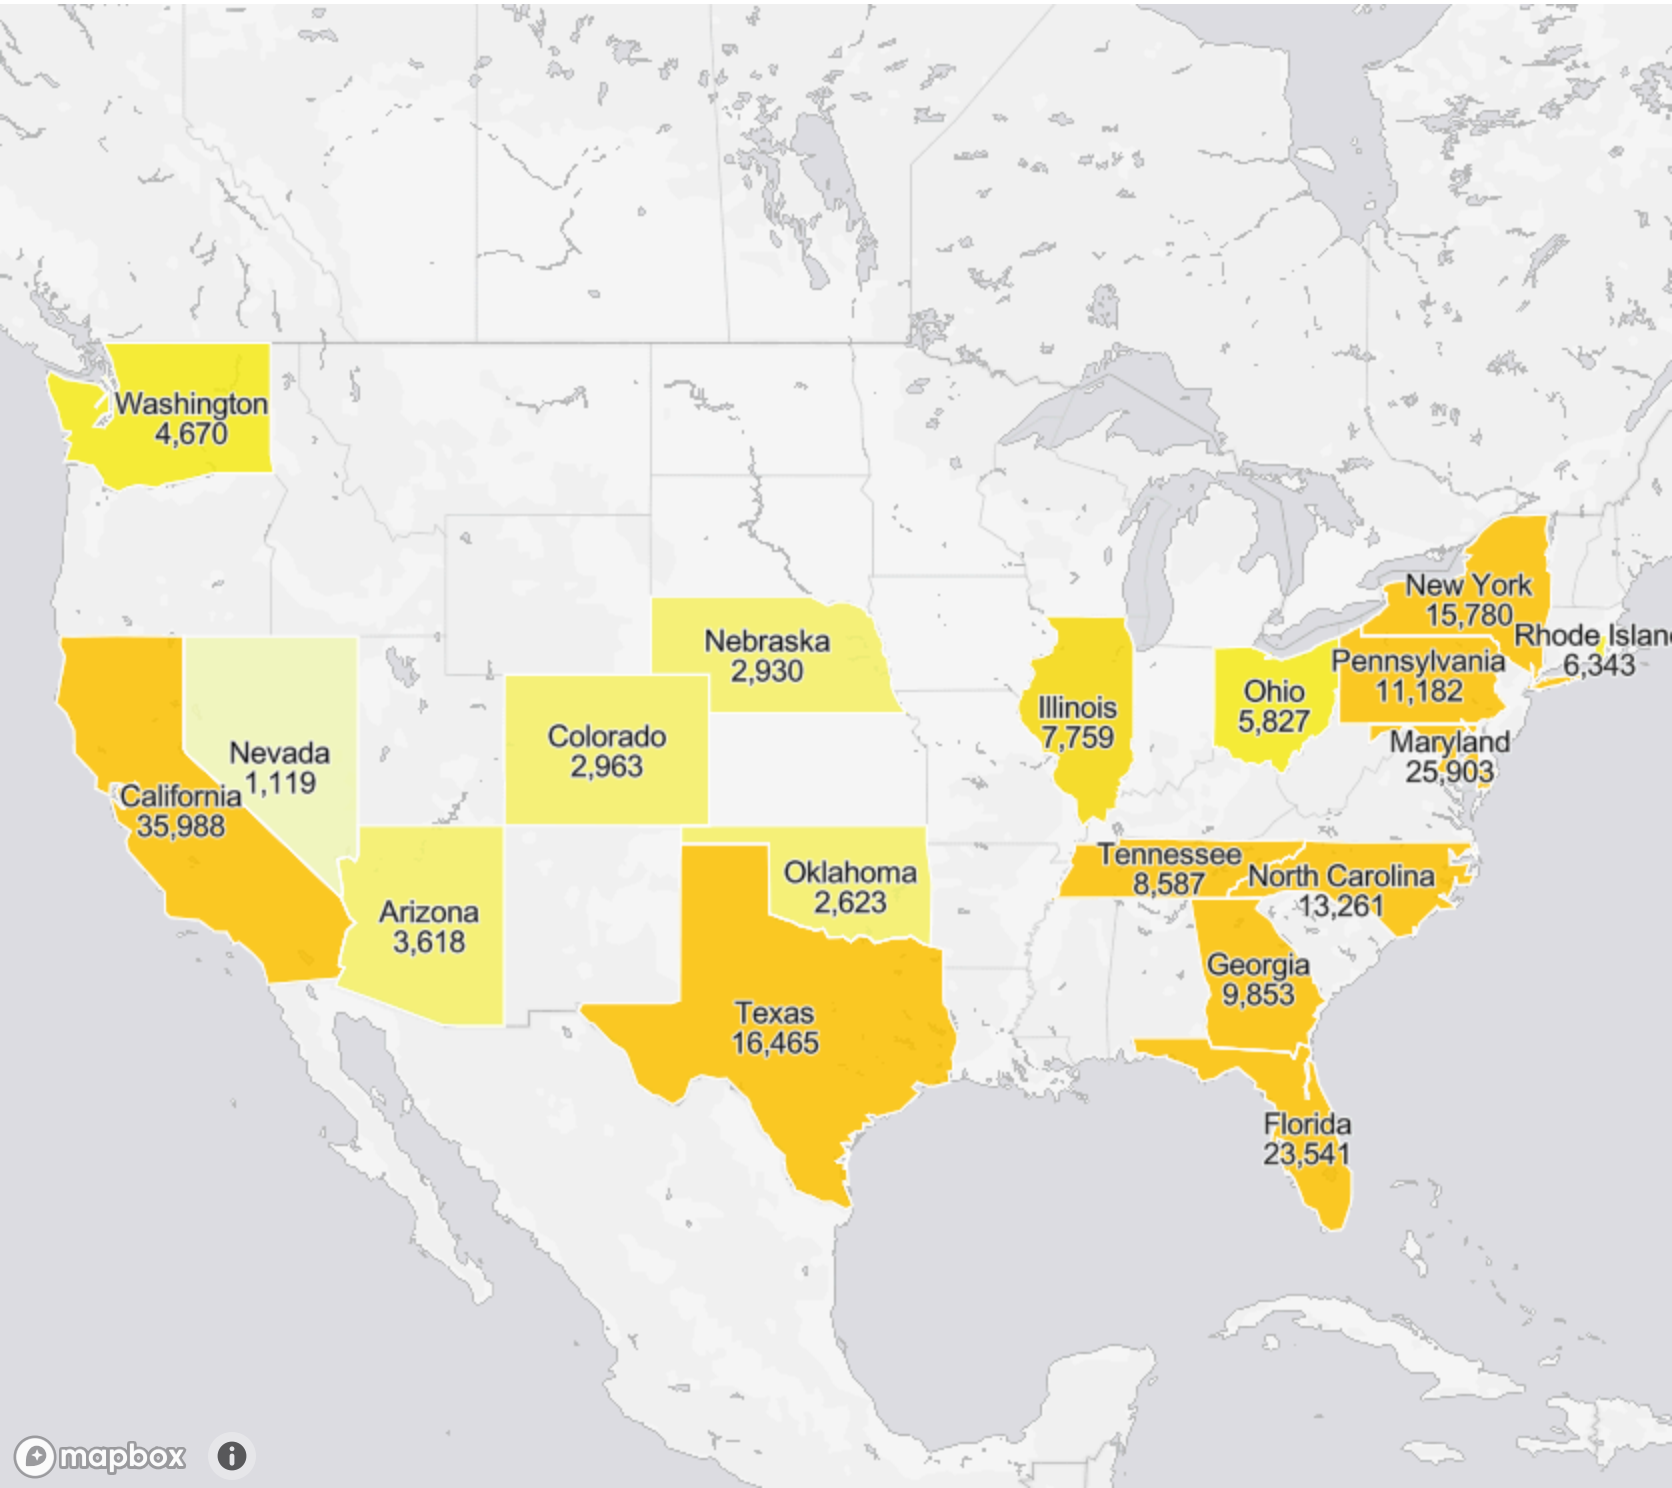 Washington
4,670
New York
15,780
Rhode Islan
6,343
Nebraska
2,930
Pennsylvania
11,182
Ohio
5,827
Illinois
7,759
Colorado
2,963
Maryland
25,903
Nevada
1,119
California
35,988
Tennessee
8,587
North Carolina
13,261
Oklahoma
2,623
Arizona
3,618
Georgia
9,853
Texas
16,465
Florida
23,541
mapbox
i